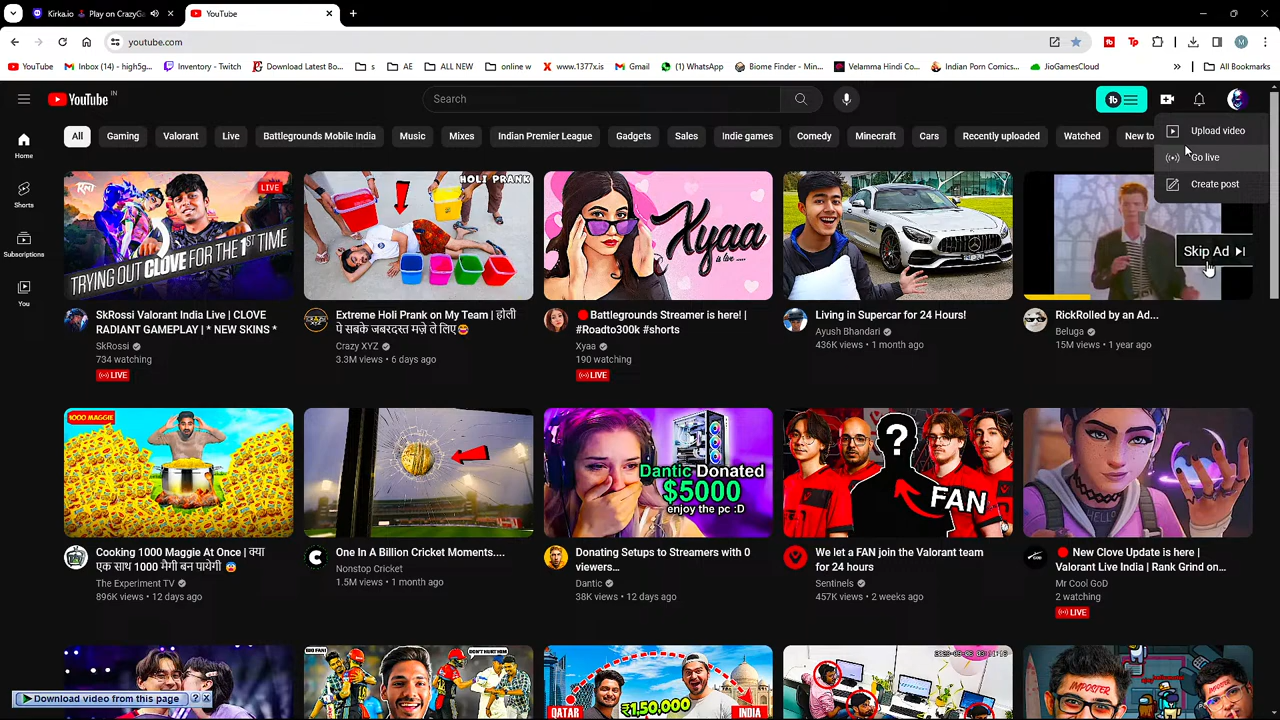 Kirka.io Play on CrazyGa
YouTube
youtube.com
YouTube
Inbox (14) - high5g...
Inventory - Twitch
Download Latest Bo...
s
AE
ALL NEW
online w
www.1377x.is
Gmail
(1) WhatsApp
Biome Finder - Min...
Velamma Hindi Co...
Indian Porn Comics...
JioGamesCloud
All Bookmarks
YouTube IN
Search
Upload video
Go live
Create post
All
Gaming
Valorant
Live
Battlegrounds Mobile India
Music
Mixes
Indian Premier League
Gadgets
Sales
Indie games
Comedy
Minecraft
Cars
Recently uploaded
Watched
New to
Home
Shorts
Subscriptions
You
RNT
LIVE
TRYING OUT CLOVE FOR THE 1ST TIME
HOLI PRANK
Xyaa
is live ....
Skip Ad
SkRossi Valorant India Live | CLOVE
RADIANT GAMEPLAY | * NEW SKINS *
SkRossi
734 watching
LIVE
Extreme Holi Prank on My Team | होली
पे सबके जबरदस्त मज़े ले लिए😂
Crazy XYZ
3.3M views • 6 days ago
🔴Battlegrounds Streamer is here! |
#Roadto300k #shorts
Xyaa
190 watching
LIVE
Living in Supercar for 24 Hours!
Ayush Bhandari
436K views • 1 month ago
RickRolled by an Ad...
Beluga
15M views • 1 year ago
1000 MAGGIE
Dantic Donated
$5000
enjoy the pc :D
?
FAN
HELLO
Cooking 1000 Maggie At Once | क्या
एक साथ 1000 मैगी बन पायेगी 😨
The Experiment TV
896K views • 12 days ago
One In A Billion Cricket Moments....
Nonstop Cricket
1.5M views • 1 month ago
Donating Setups to Streamers with 0
viewers...
Dantic
38K views • 12 days ago
We let a FAN join the Valorant team
for 24 hours
Sentinels
457K views • 2 weeks ago
🔴 New Clove Update is here |
Valorant Live India | Rank Grind on...
Mr Cool GoD
2 watching
LIVE
QATAR
₹1,50,000
INDIA
IMPOSTER
IMPOSTER
Download video from this page ? X